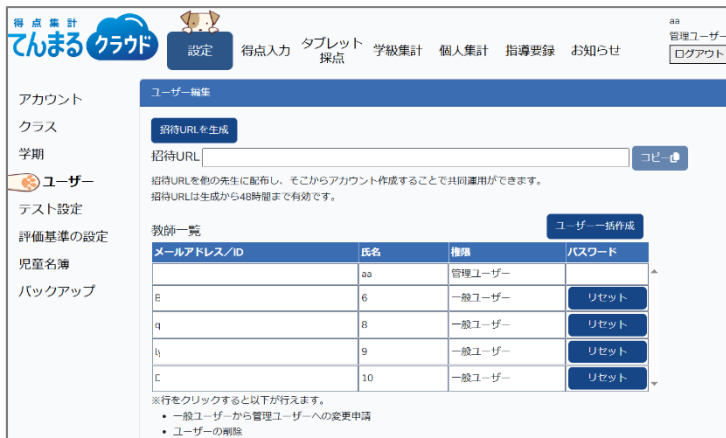 得点集計
てんまるクラウド
設定
得点入力
タブレット
採点
学級集計
個人集計
指導要録
お知らせ
aa
管理ユーザー
ログアウト
アカウント
クラス
学期
ユーザー
テスト設定
評価基準の設定
児童名簿
バックアップ
ユーザー編集
招待URLを生成
招待URL
コピー
招待URLを他の先生に配布し、そこからアカウント作成することで共同運用ができます。
招待URLは生成から48時間まで有効です。
教師一覧
ユーザー一括作成
メールアドレス/ID 氏名 権限 パスワード
aa 管理ユーザー
6 一般ユーザー リセット
q 8 一般ユーザー リセット
9 一般ユーザー リセット
10 一般ユーザー リセット
※行をクリックすると以下が行えます。
• 一般ユーザーから管理ユーザーへの変更申請
• ユーザーの削除